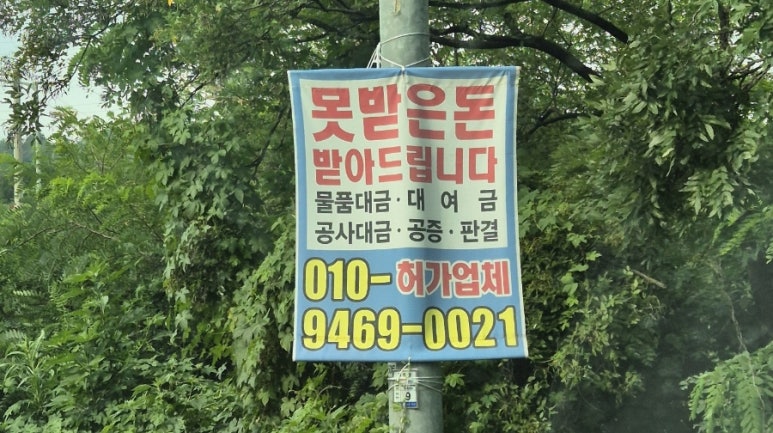 못받은돈
받아드립니다
물품대금·대여금
공사대금·공증·판결
010- 허가업체
9469-0021
9